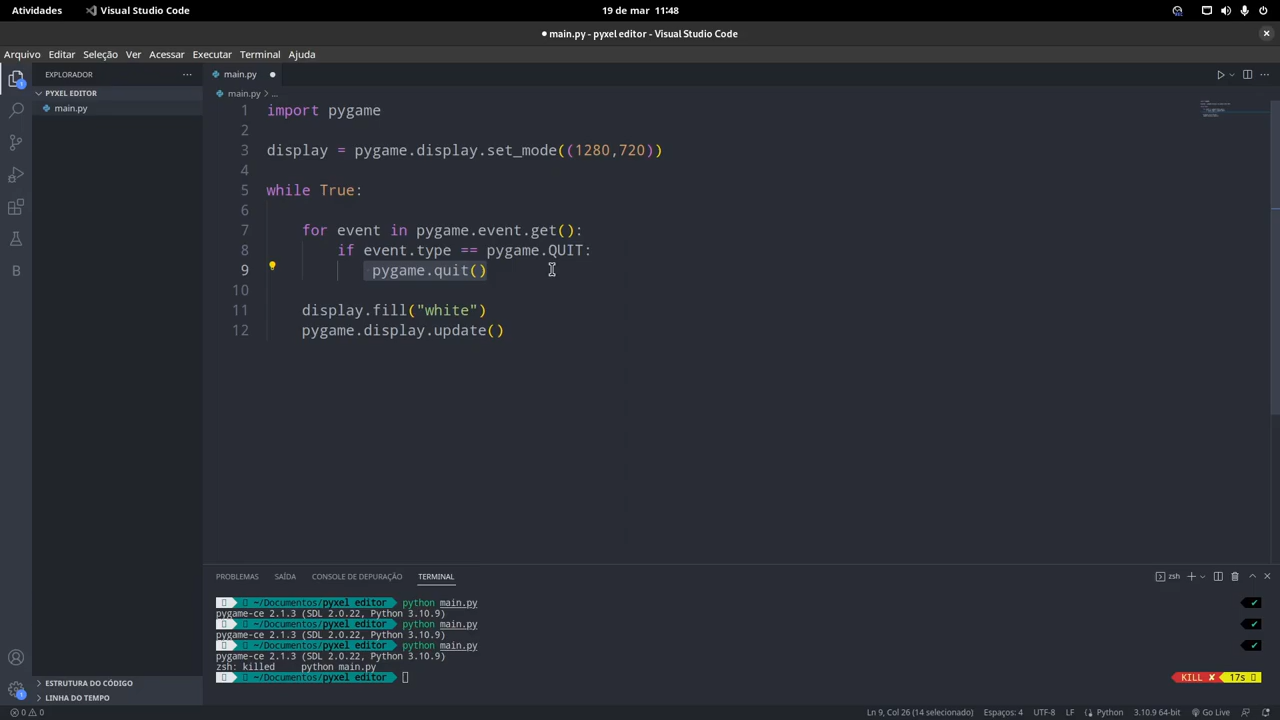 Atividades Visual Studio Code 19 de mar 11:48
main.py - pyxel editor - Visual Studio Code
Arquivo Editar Seleção Ver Acessar Executar Terminal Ajuda
EXPLORADOR
PYXEL EDITOR
main.py
main.py
main.py > ...
1 import pygame
2
3 display = pygame.display.set_mode((1280,720))
4
5 while True:
6
7 for event in pygame.event.get():
8 if event.type == pygame.QUIT:
9 pygame.quit()
10
11 display.fill("white")
12 pygame.display.update()
PROBLEMAS SAÍDA CONSOLE DE DEPURAÇÃO TERMINAL zsh
~/Documentos/pyxel editor python main.py
pygame-ce 2.1.3 (SDL 2.0.22, Python 3.10.9)
~/Documentos/pyxel editor python main.py
pygame-ce 2.1.3 (SDL 2.0.22, Python 3.10.9)
~/Documentos/pyxel editor python main.py
pygame-ce 2.1.3 (SDL 2.0.22, Python 3.10.9)
zsh: killed python main.py
~/Documentos/pyxel editor KILL ✘ 17s
ESTRUTURA DO CÓDIGO
LINHA DO TEMPO
0 0 Ln 9, Col 26 (14 selecionado) Espaços: 4 UTF-8 LF Python 3.10.9 64-bit Go Live